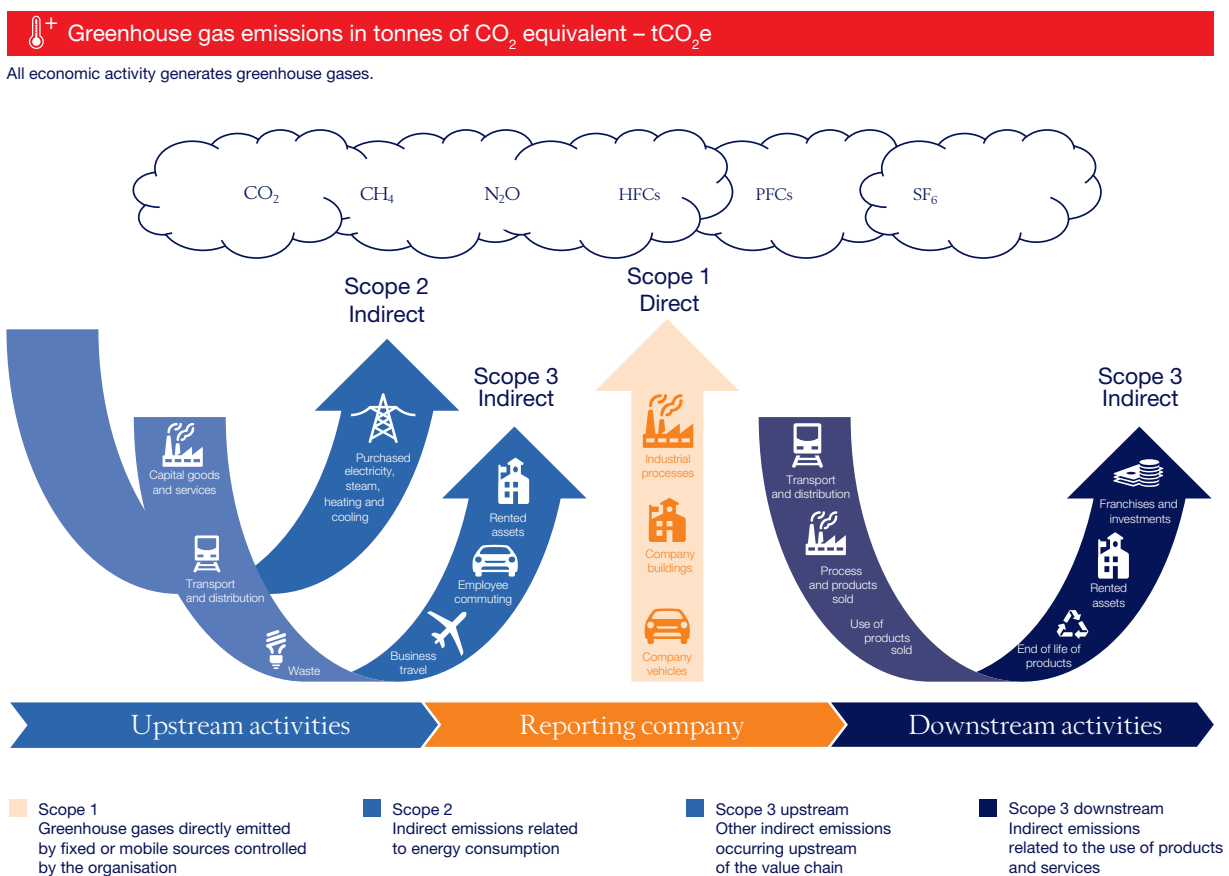 Greenhouse gas emissions in tonnes of CO₂ equivalent – tCO₂e
All economic activity generates greenhouse gases.
CO₂
CH₄
N₂O
HFCs
PFCs
SF₆
Scope 2
Indirect
Purchased
electricity,
steam,
heating and
cooling
Capital goods
and services
Transport
and distribution
Waste
Scope 3
Indirect
Rented
assets
Employee
commuting
Business
travel
Scope 1
Direct
Industrial
processes
Company
buildings
Company
vehicles
Transport
and distribution
Process
and products
sold
Use of
products
sold
Scope 3
Indirect
Franchises and
investments
Rented
assets
End of life of
products
Upstream activities
Reporting company
Downstream activities
Scope 1
Greenhouse gases directly emitted
by fixed or mobile sources controlled
by the organisation
Scope 2
Indirect emissions related
to energy consumption
Scope 3 upstream
Other indirect emissions
occurring upstream
of the value chain
Scope 3 downstream
Indirect emissions
related to the use of products
and services